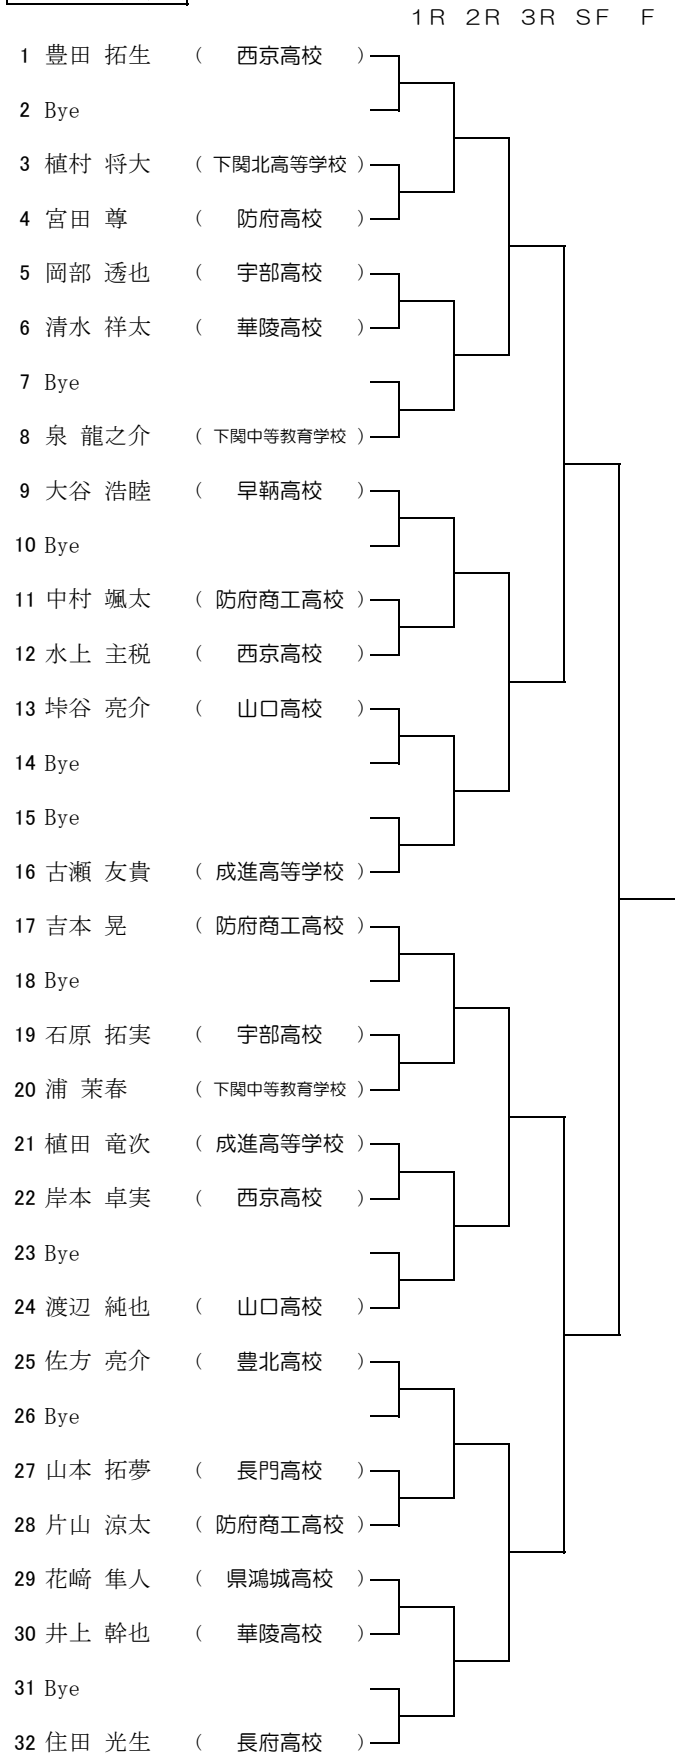 １Ｒ ２Ｒ ３Ｒ ＳＦ Ｆ
1 豊田 拓生 （ 西京高校 ）
2 Bye
3 植村 将大 （ 下関北高等学校 ）
4 宮田 尊 （ 防府高校 ）
5 岡部 透也 （ 宇部高校 ）
6 清水 祥太 （ 華陵高校 ）
7 Bye
8 泉 龍之介 （ 下関中等教育学校 ）
9 大谷 浩睦 （ 早鞆高校 ）
10 Bye
11 中村 颯太 （ 防府商工高校 ）
12 水上 主税 （ 西京高校 ）
13 垰谷 亮介 （ 山口高校 ）
14 Bye
15 Bye
16 古瀬 友貴 （ 成進高等学校 ）
17 吉本 晃 （ 防府商工高校 ）
18 Bye
19 石原 拓実 （ 宇部高校 ）
20 浦 茉春 （ 下関中等教育学校 ）
21 植田 竜次 （ 成進高等学校 ）
22 岸本 卓実 （ 西京高校 ）
23 Bye
24 渡辺 純也 （ 山口高校 ）
25 佐方 亮介 （ 豊北高校 ）
26 Bye
27 山本 拓夢 （ 長門高校 ）
28 片山 涼太 （ 防府商工高校 ）
29 花﨑 隼人 （ 県鴻城高校 ）
30 井上 幹也 （ 華陵高校 ）
31 Bye
32 住田 光生 （ 長府高校 ）